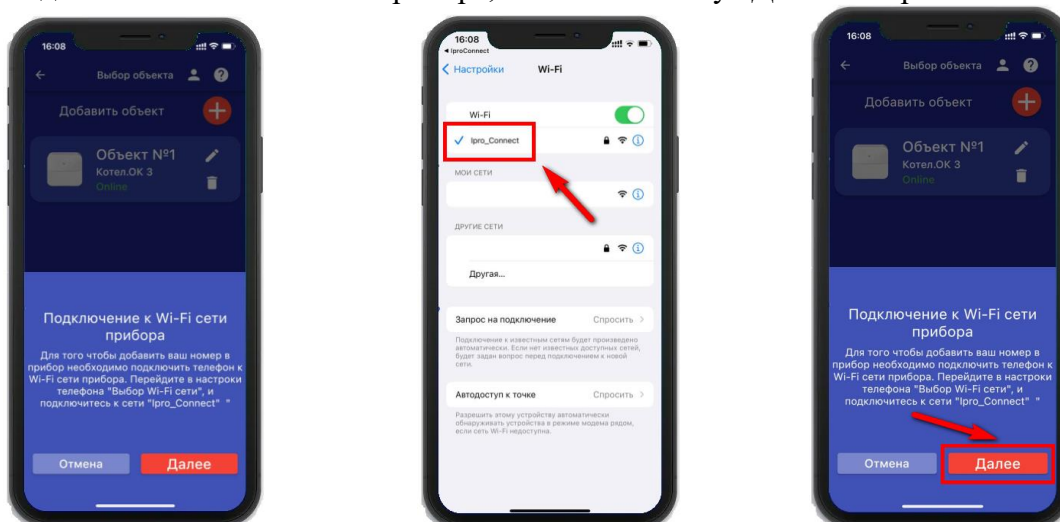 16:08
Выбор объекта
Добавить объект
Объект №1
Котел.ОК 3
Online
Подключение к Wi-Fi сети
прибора
Для того чтобы добавить ваш номер в
прибор необходимо подключить телефон к
Wi-Fi сети прибора. Перейдите в настроки
телефона "Выбор Wi-Fi сети", и
подключитесь к сети "Ipro_Connect" "
Отмена
Далее
16:08
IproConnect
Настройки
Wi-Fi
Wi-Fi
Ipro_Connect
МОИ СЕТИ
ДРУГИЕ СЕТИ
Другая...
Запрос на подключение
Спросить
Подключение к известным сетям будет произведено
автоматически. Если нет известных доступных сетей,
будет задан вопрос перед подключением к новой
сети.
Автодоступ к точке
Спросить
Разрешить этому устройству автоматически
обнаруживать устройства в режиме модема рядом,
если сеть Wi-Fi недоступна.
16:08
Выбор объекта
Добавить объект
Объект №1
Котел.ОК 3
Online
Подключение к Wi-Fi сети
прибора
Для того чтобы добавить ваш номер в
прибор необходимо подключить телефон к
Wi-Fi сети прибора. Перейдите в настроки
телефона "Выбор Wi-Fi сети", и
подключитесь к сети "Ipro_Connect" "
Отмена
Далее